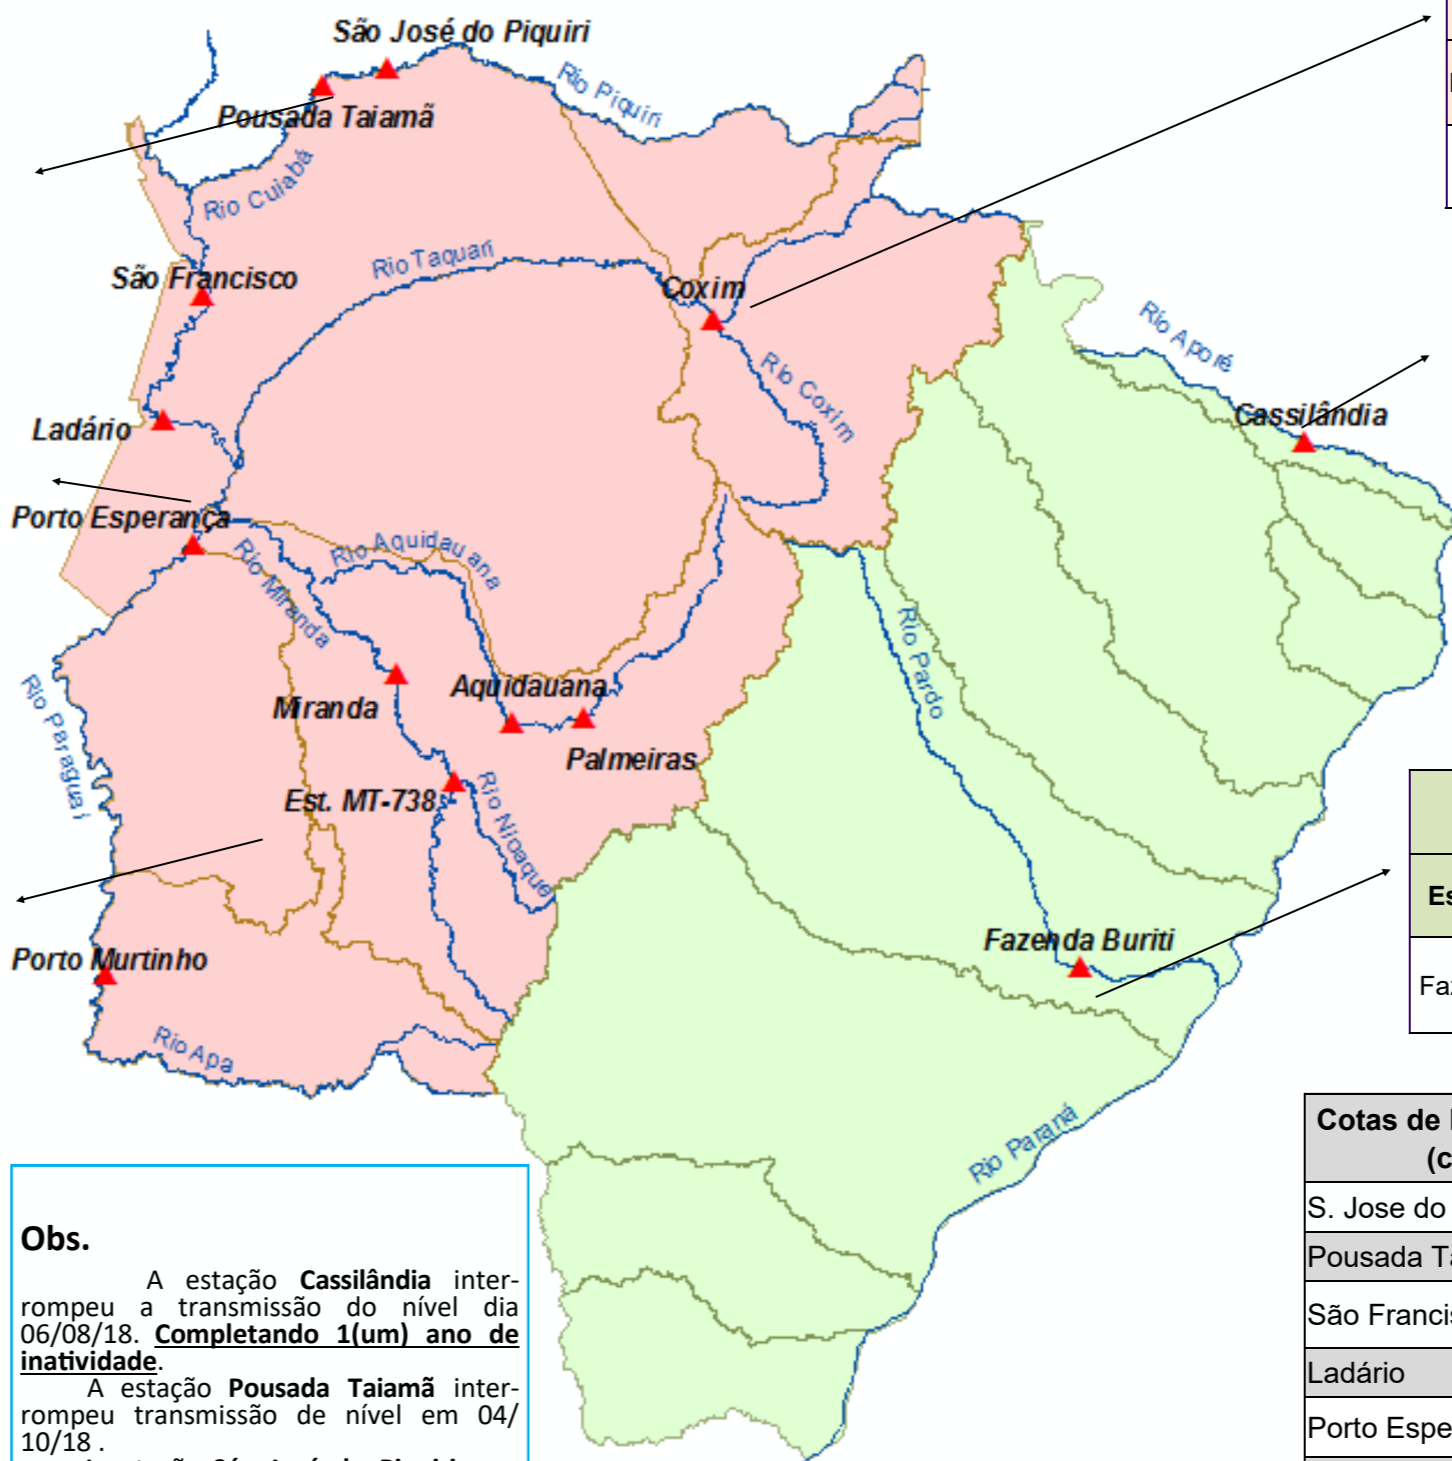 São José do Piquiri
Rio Piquiri
Pousada Taiamã
Rio Cuiabá
Rio Taquari
São Francisco
Coxim
Rio Coxim
Rio Aporé
Cassilândia
Ladário
Porto Esperança
Rio Aquidauana
Rio Miranda
Rio Pardo
Aquidauana
Miranda
Palmeiras
Rio Paraguai
Est. MT-738
Rio Nioaque
Porto Murtinho
Fazenda Buriti
Rio Apa
Rio Paraná
Es
Faz
Cotas de
(c
S. Jose do
Pousada Ta
São Francis
Ladário
Porto Espe
Obs.
A estação Cassilândia inter-
rompeu a transmissão do nível dia
06/08/18. Completando 1(um) ano de
inatividade.
A estação Pousada Taiamã inter-
rompeu transmissão de nível em 04/
10/18 .